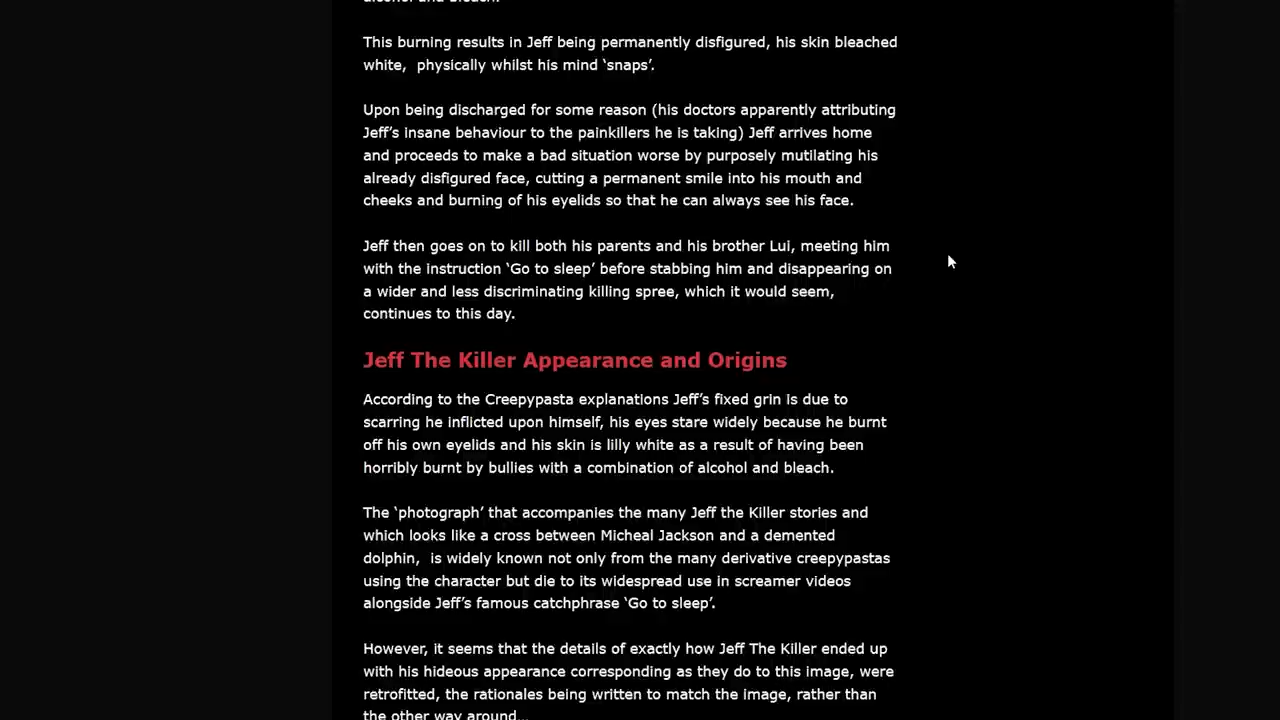 alcohol and bleach.
This burning results in Jeff being permanently disfigured, his skin bleached
white,  physically whilst his mind ‘snaps’.
Upon being discharged for some reason (his doctors apparently attributing
Jeff’s insane behaviour to the painkillers he is taking) Jeff arrives home
and proceeds to make a bad situation worse by purposely mutilating his
already disfigured face, cutting a permanent smile into his mouth and
cheeks and burning of his eyelids so that he can always see his face.
Jeff then goes on to kill both his parents and his brother Lui, meeting him
with the instruction ‘Go to sleep’ before stabbing him and disappearing on
a wider and less discriminating killing spree, which it would seem,
continues to this day.
Jeff The Killer Appearance and Origins
According to the Creepypasta explanations Jeff’s fixed grin is due to
scarring he inflicted upon himself, his eyes stare widely because he burnt
off his own eyelids and his skin is lilly white as a result of having been
horribly burnt by bullies with a combination of alcohol and bleach.
The ‘photograph’ that accompanies the many Jeff the Killer stories and
which looks like a cross between Micheal Jackson and a demented
dolphin,  is widely known not only from the many derivative creepypastas
using the character but die to its widespread use in screamer videos
alongside Jeff’s famous catchphrase ‘Go to sleep’.
However, it seems that the details of exactly how Jeff The Killer ended up
with his hideous appearance corresponding as they do to this image, were
retrofitted, the rationales being written to match the image, rather than
the other way around…